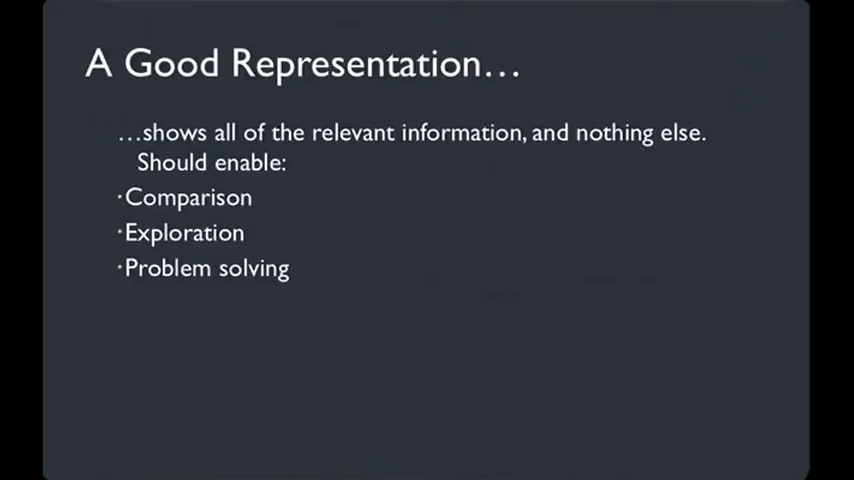 A Good Representation…
…shows all of the relevant information, and nothing else.
Should enable:
·Comparison
·Exploration
·Problem solving